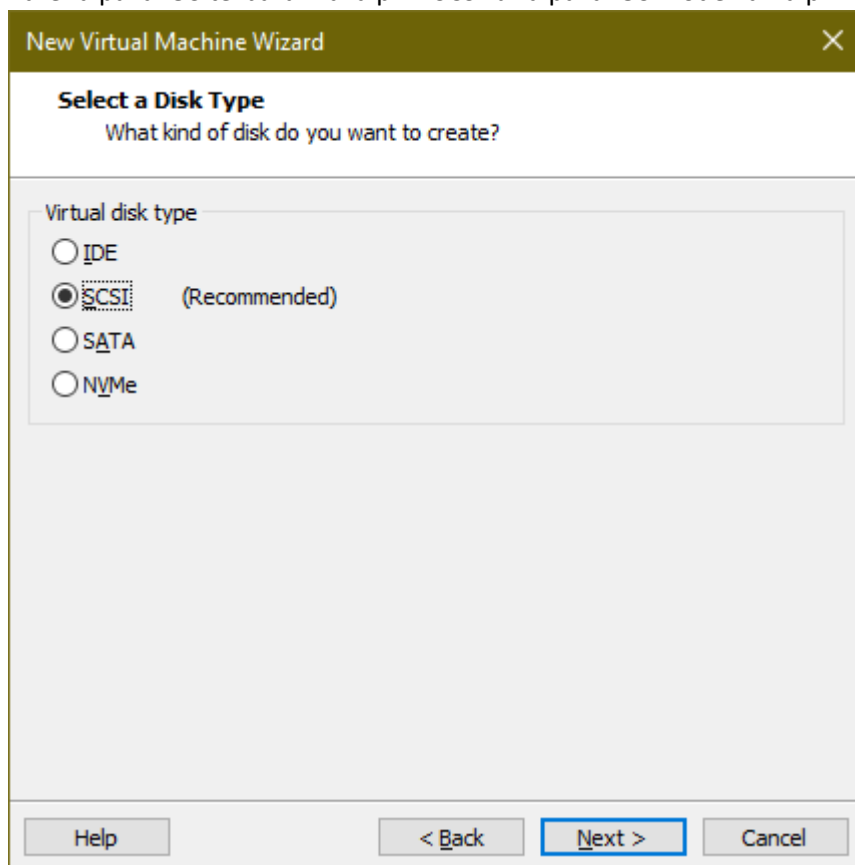 New Virtual Machine Wizard
Select a Disk Type
What kind of disk do you want to create?
Virtual disk type
IDE
SCSI (Recommended)
SATA
NVMe
Help < Back Next > Cancel